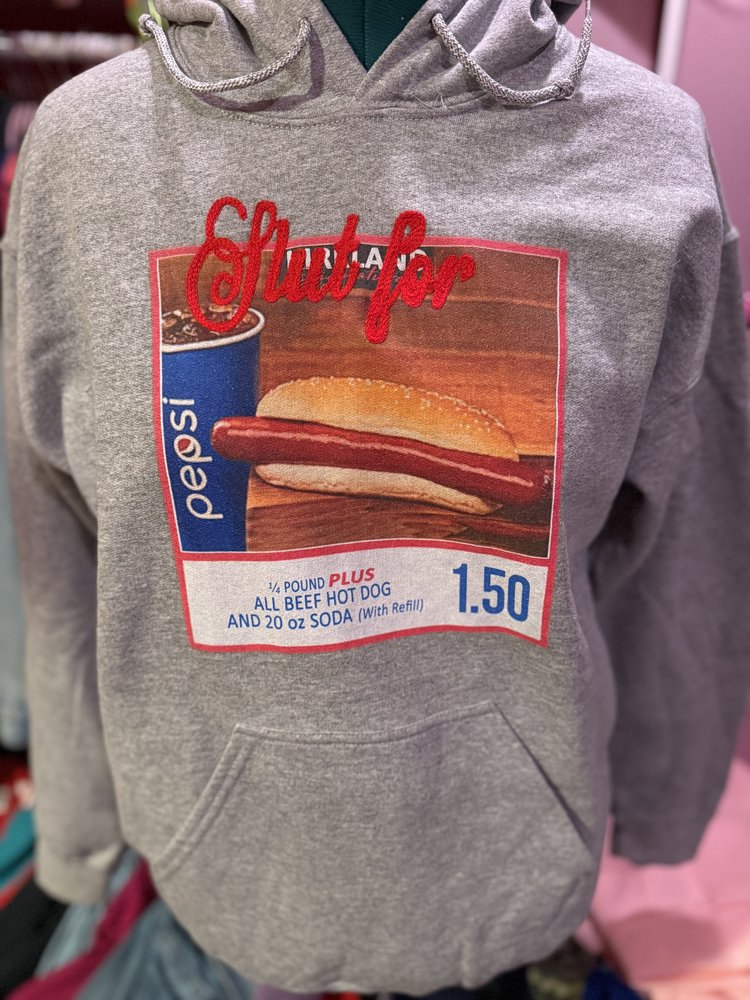 Slut for
KIRKLAND
pepsi
¼ POUND PLUS
ALL BEEF HOT DOG
AND 20 oz SODA (With Refill)
1.50